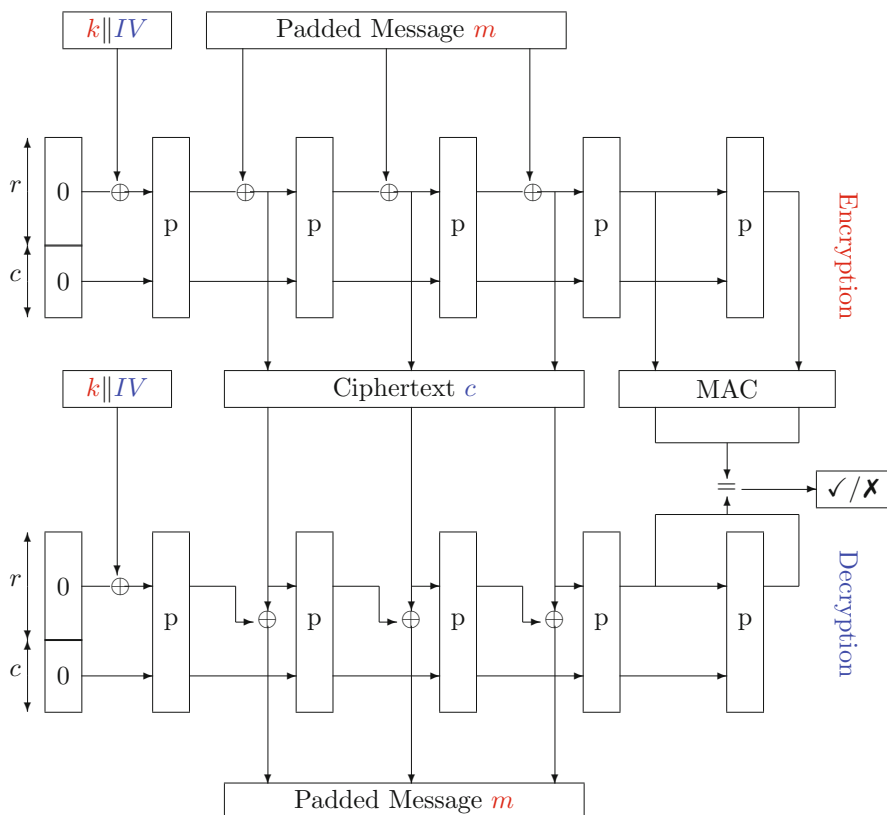 k‖IV
Padded Message m
r
0
c
0
p
p
p
p
p
Encryption
k‖IV
Ciphertext c
MAC
=
✓/✗
r
0
c
0
p
p
p
p
p
Decryption
Padded Message m